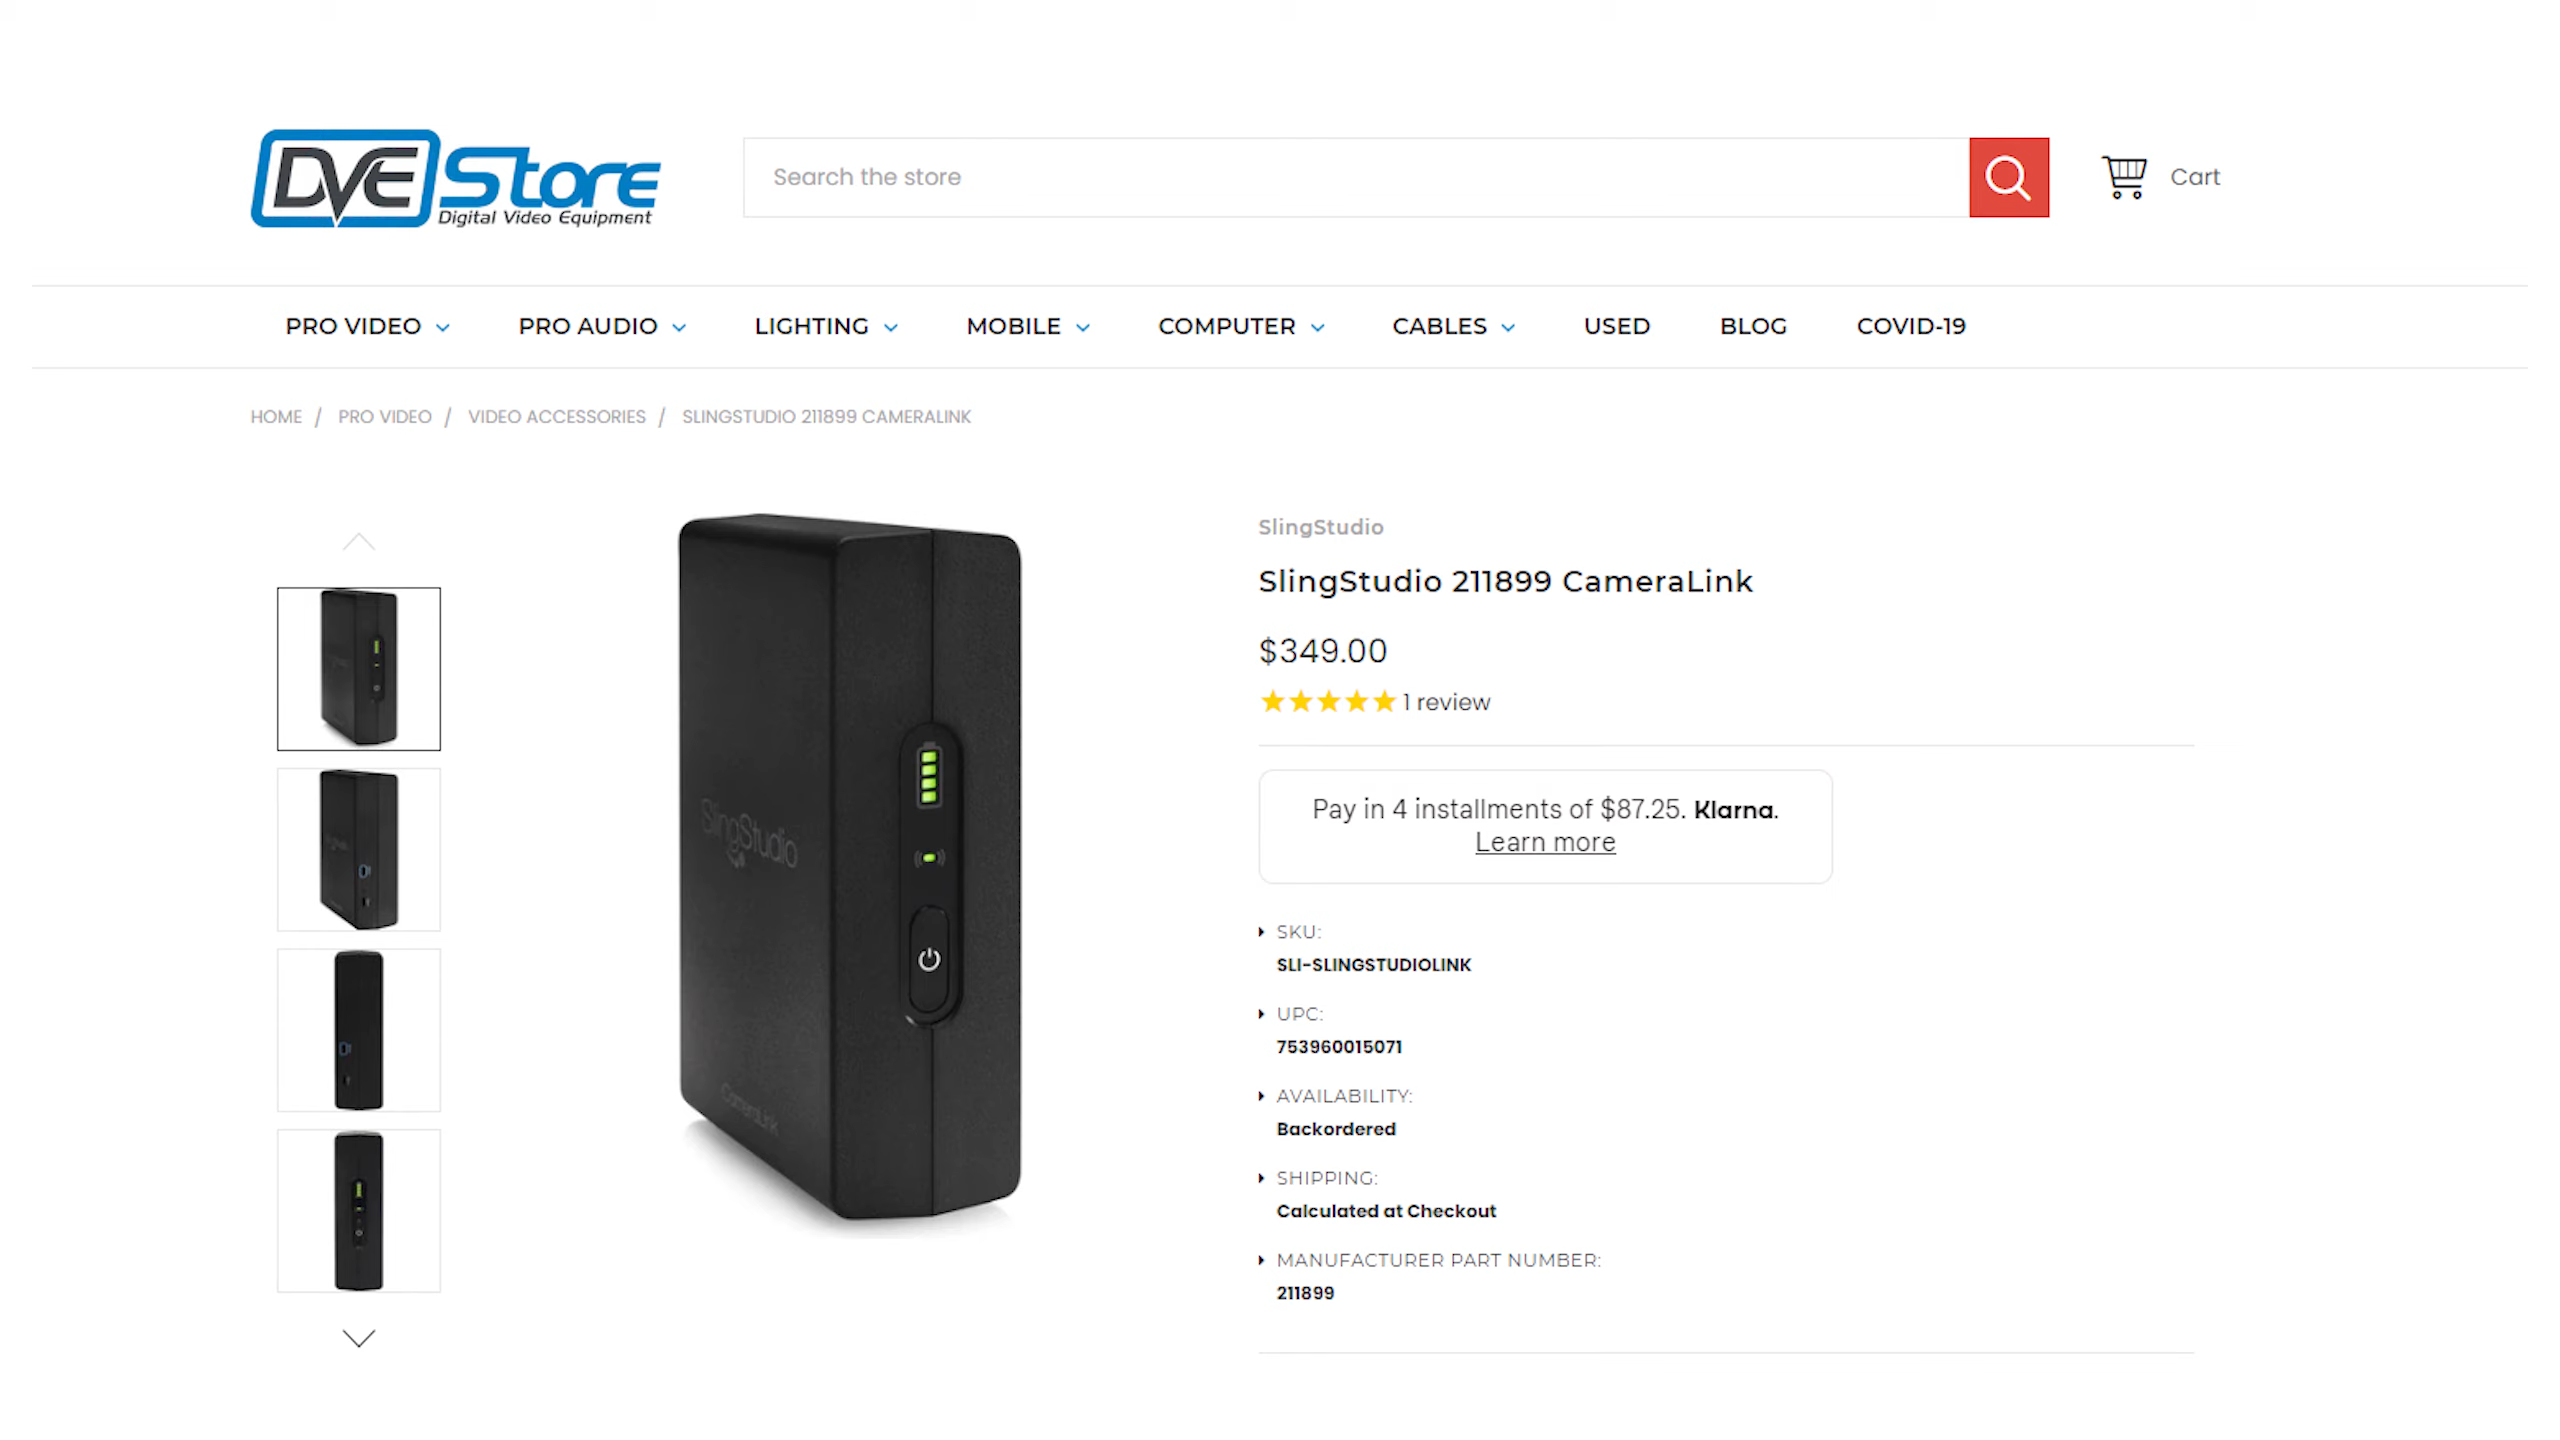 DVE Store
Digital Video Equipment
Search the store
Cart
PRO VIDEO
PRO AUDIO
LIGHTING
MOBILE
COMPUTER
CABLES
USED
BLOG
COVID-19
HOME / PRO VIDEO / VIDEO ACCESSORIES / SLINGSTUDIO 211899 CAMERALINK
SlingStudio
CameraLink
SlingStudio
SlingStudio 211899 CameraLink
$349.00
1 review
Pay in 4 installments of $87.25. Klarna.
Learn more
SKU:
SLI-SLINGSTUDIOLINK
UPC:
753960015071
AVAILABILITY:
Backordered
SHIPPING:
Calculated at Checkout
MANUFACTURER PART NUMBER:
211899